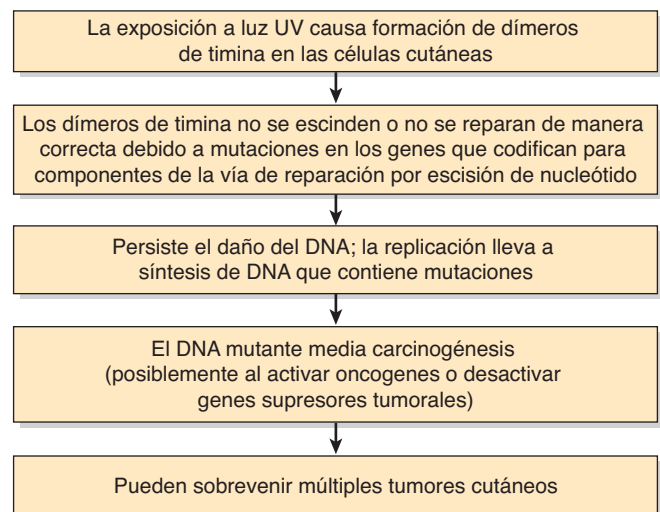 La exposición a luz UV causa formación de dímeros
de timina en las células cutáneas
Los dímeros de timina no se escinden o no se reparan de manera
correcta debido a mutaciones en los genes que codifican para
componentes de la vía de reparación por escisión de nucleótido
Persiste el daño del DNA; la replicación lleva a
síntesis de DNA que contiene mutaciones
El DNA mutante media carcinogénesis
(posiblemente al activar oncogenes o desactivar
genes supresores tumorales)
Pueden sobrevenir múltiples tumores cutáneos